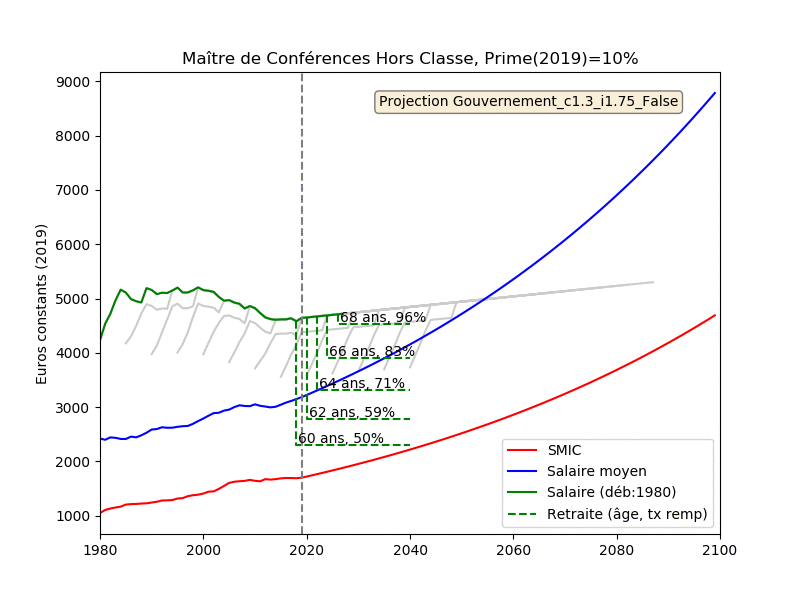 Maître de Conférences Hors Classe, Prime(2019)=10%
Projection Gouvernement_c1.3_i1.75_False
Euros constants (2019)
9000
8000
7000
6000
5000
4000
3000
2000
1000
68 ans, 96%
66 ans, 83%
64 ans, 71%
62 ans, 59%
60 ans, 50%
SMIC
Salaire moyen
Salaire (déb:1980)
Retraite (âge, tx remp)
1980
2000
2020
2040
2060
2080
2100